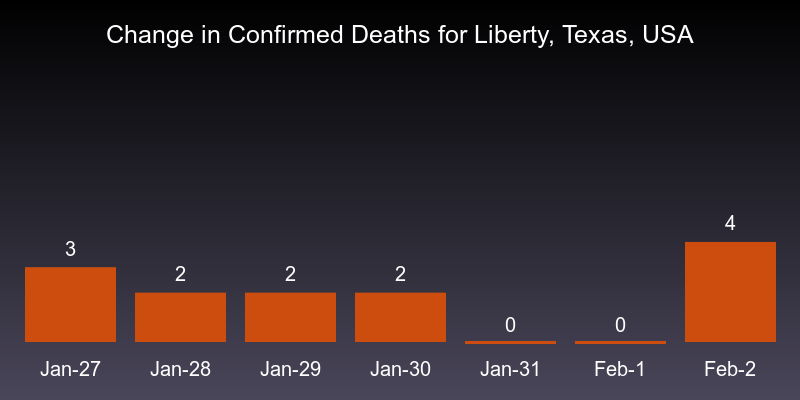 Change in Confirmed Deaths for Liberty, Texas, USA
4
3
2
2
2
0
0
Jan-27
Jan-28
Jan-29
Jan-30
Jan-31
Feb-1
Feb-2